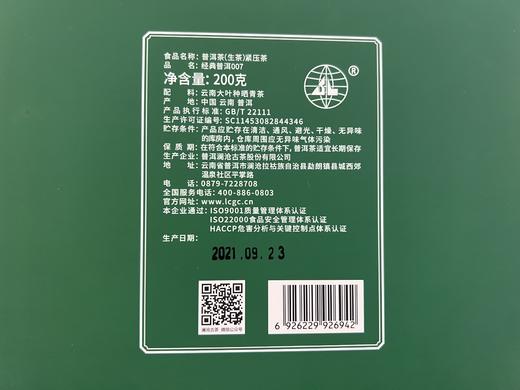 食品名称: 普洱茶(生茶)紧压茶
品 名: 经典普洱007
净含量: 200克
配 料: 云南大叶种晒青茶
产 地: 中国 云南 普洱
产品执行标准: GB/T 22111
生产许可证编号: SC11453082844346
贮存条件: 产品应贮存在清洁、通风、避光、干燥、无异味
的库房内，仓库周围应无异味气体污染
保 质 期: 在符合本标准的贮存条件下，普洱茶适宜长期保存
生产企业: 普洱澜沧古茶股份有限公司
地 址: 云南省普洱市澜沧拉祜族自治县勐朗镇县城西郊
温泉社区平掌路
电 话: 0879-7228708
全国服务电话: 400-886-0803
官方网址: www.lcgc.cn
本企业通过: ISO9001质量管理体系认证
ISO22000食品安全管理体系认证
HACCP危害分析与关键控制点体系认证
生产日期:
2021.09.23
澜沧古茶 微信公众号
6 926229 926942
®